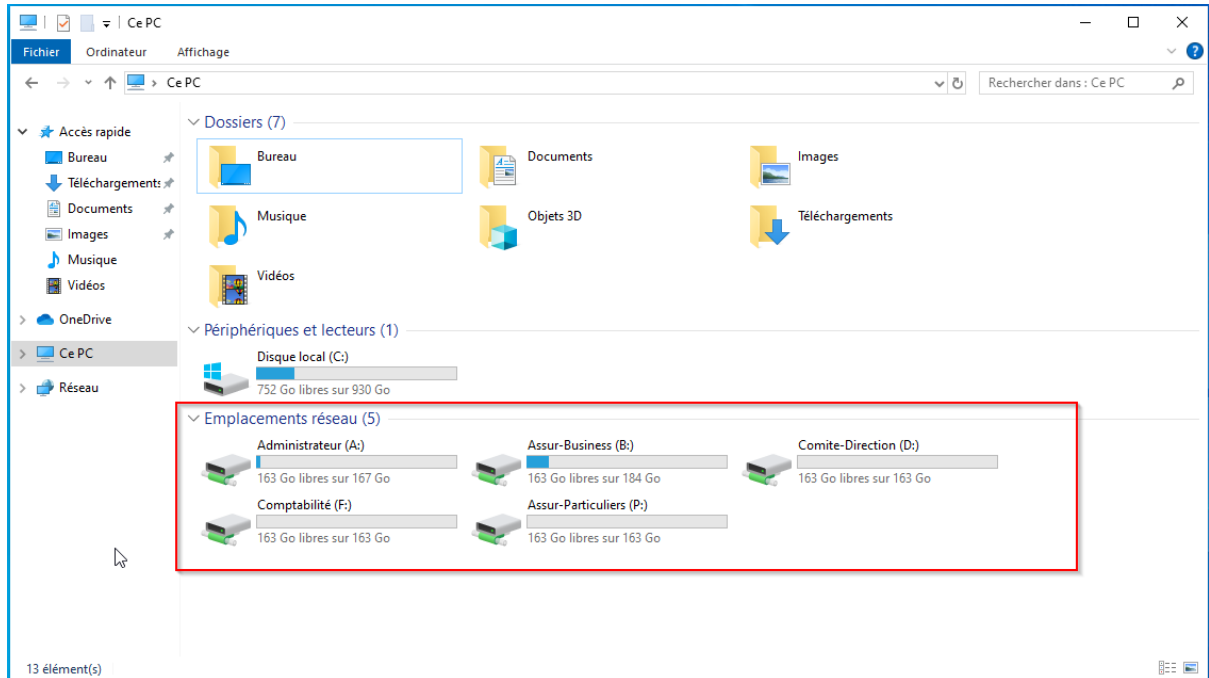 Ce PC
Fichier Ordinateur Affichage
Ce PC
Rechercher dans : Ce PC
Accès rapide
Bureau
Téléchargements
Documents
Images
Musique
Vidéos
OneDrive
Ce PC
Réseau
Dossiers (7)
Bureau Documents Images
Musique Objets 3D Téléchargements
Vidéos
Périphériques et lecteurs (1)
Disque local (C:)
752 Go libres sur 930 Go
Emplacements réseau (5)
Administrateur (A:) Assur-Business (B:) Comite-Direction (D:)
163 Go libres sur 167 Go 163 Go libres sur 184 Go 163 Go libres sur 163 Go
Comptabilité (F:) Assur-Particuliers (P:)
163 Go libres sur 163 Go 163 Go libres sur 163 Go
13 élément(s)